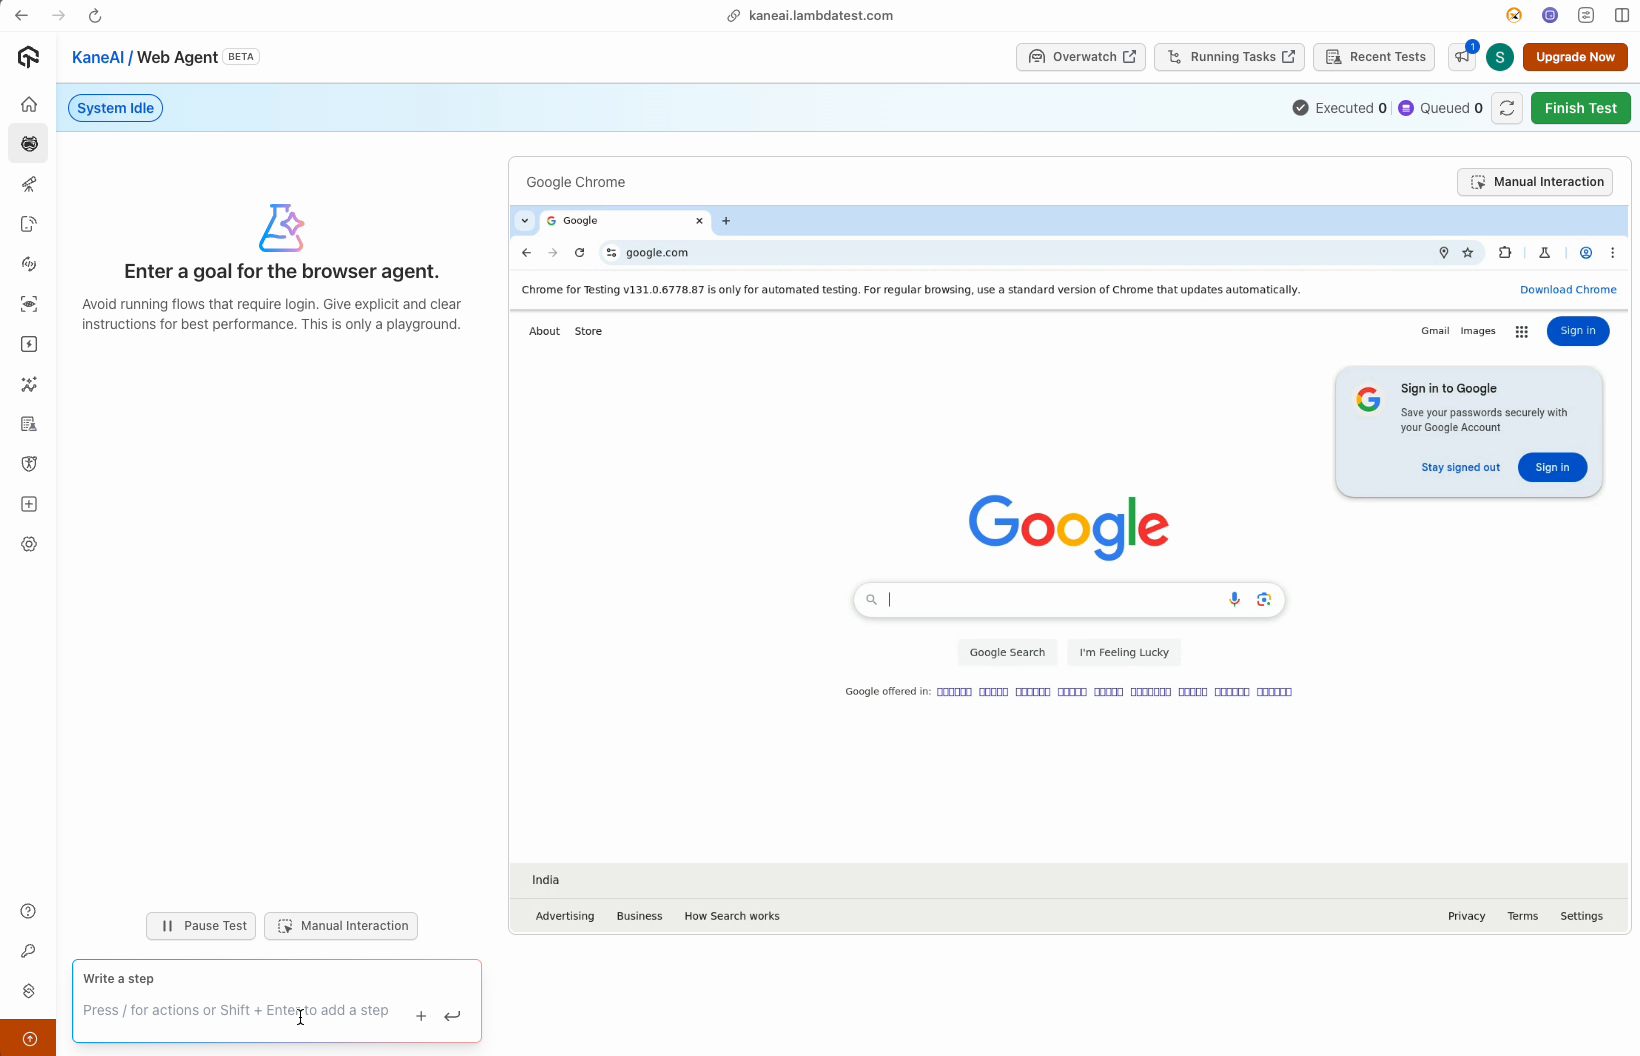 kaneai.lambdatest.com
KaneAI / Web Agent BETA
Overwatch
Running Tasks
Recent Tests
1
S
Upgrade Now
System Idle
Executed 0
Queued 0
Finish Test
Enter a goal for the browser agent.
Avoid running flows that require login. Give explicit and clear
instructions for best performance. This is only a playground.
Google Chrome
Manual Interaction
Google
google.com
Chrome for Testing v131.0.6778.87 is only for automated testing. For regular browsing, use a standard version of Chrome that updates automatically.
Download Chrome
About Store
Gmail Images
Sign in
Sign in to Google
Save your passwords securely with
your Google Account
Stay signed out
Sign in
Google
Google Search
I'm Feeling Lucky
Google offered in:
India
Advertising Business How Search works
Privacy Terms Settings
Pause Test
Manual Interaction
Write a step
Press / for actions or Shift + Enter to add a step